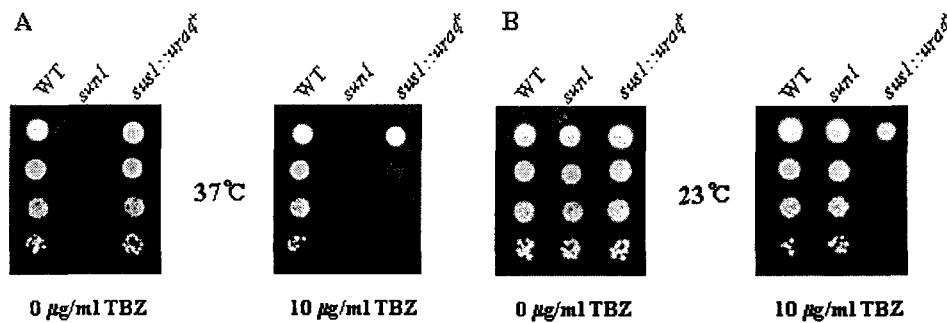 A
WT
sun1
sus1::ura4⁺
WT
sun1
sus1::ura4⁺
37℃
0 μg/ml TBZ
10 μg/ml TBZ
B
WT
sun1
sus1::ura4⁺
WT
sun1
sus1::ura4⁺
23℃
0 μg/ml TBZ
10 μg/ml TBZ